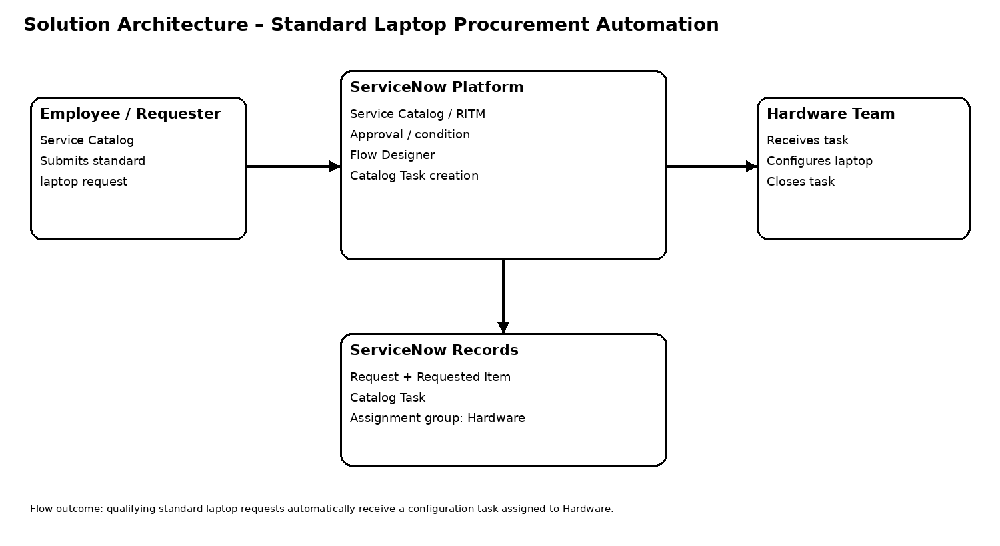 Solution Architecture – Standard Laptop Procurement Automation
Employee / Requester
Service Catalog
Submits standard
laptop request
ServiceNow Platform
Service Catalog / RITM
Approval / condition
Flow Designer
Catalog Task creation
Hardware Team
Receives task
Configures laptop
Closes task
ServiceNow Records
Request + Requested Item
Catalog Task
Assignment group: Hardware
Flow outcome: qualifying standard laptop requests automatically receive a configuration task assigned to Hardware.